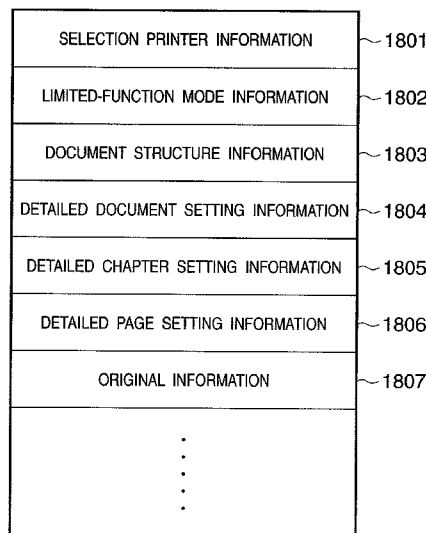 SELECTION PRINTER INFORMATION 1801
LIMITED-FUNCTION MODE INFORMATION 1802
DOCUMENT STRUCTURE INFORMATION 1803
DETAILED DOCUMENT SETTING INFORMATION 1804
DETAILED CHAPTER SETTING INFORMATION 1805
DETAILED PAGE SETTING INFORMATION 1806
ORIGINAL INFORMATION 1807